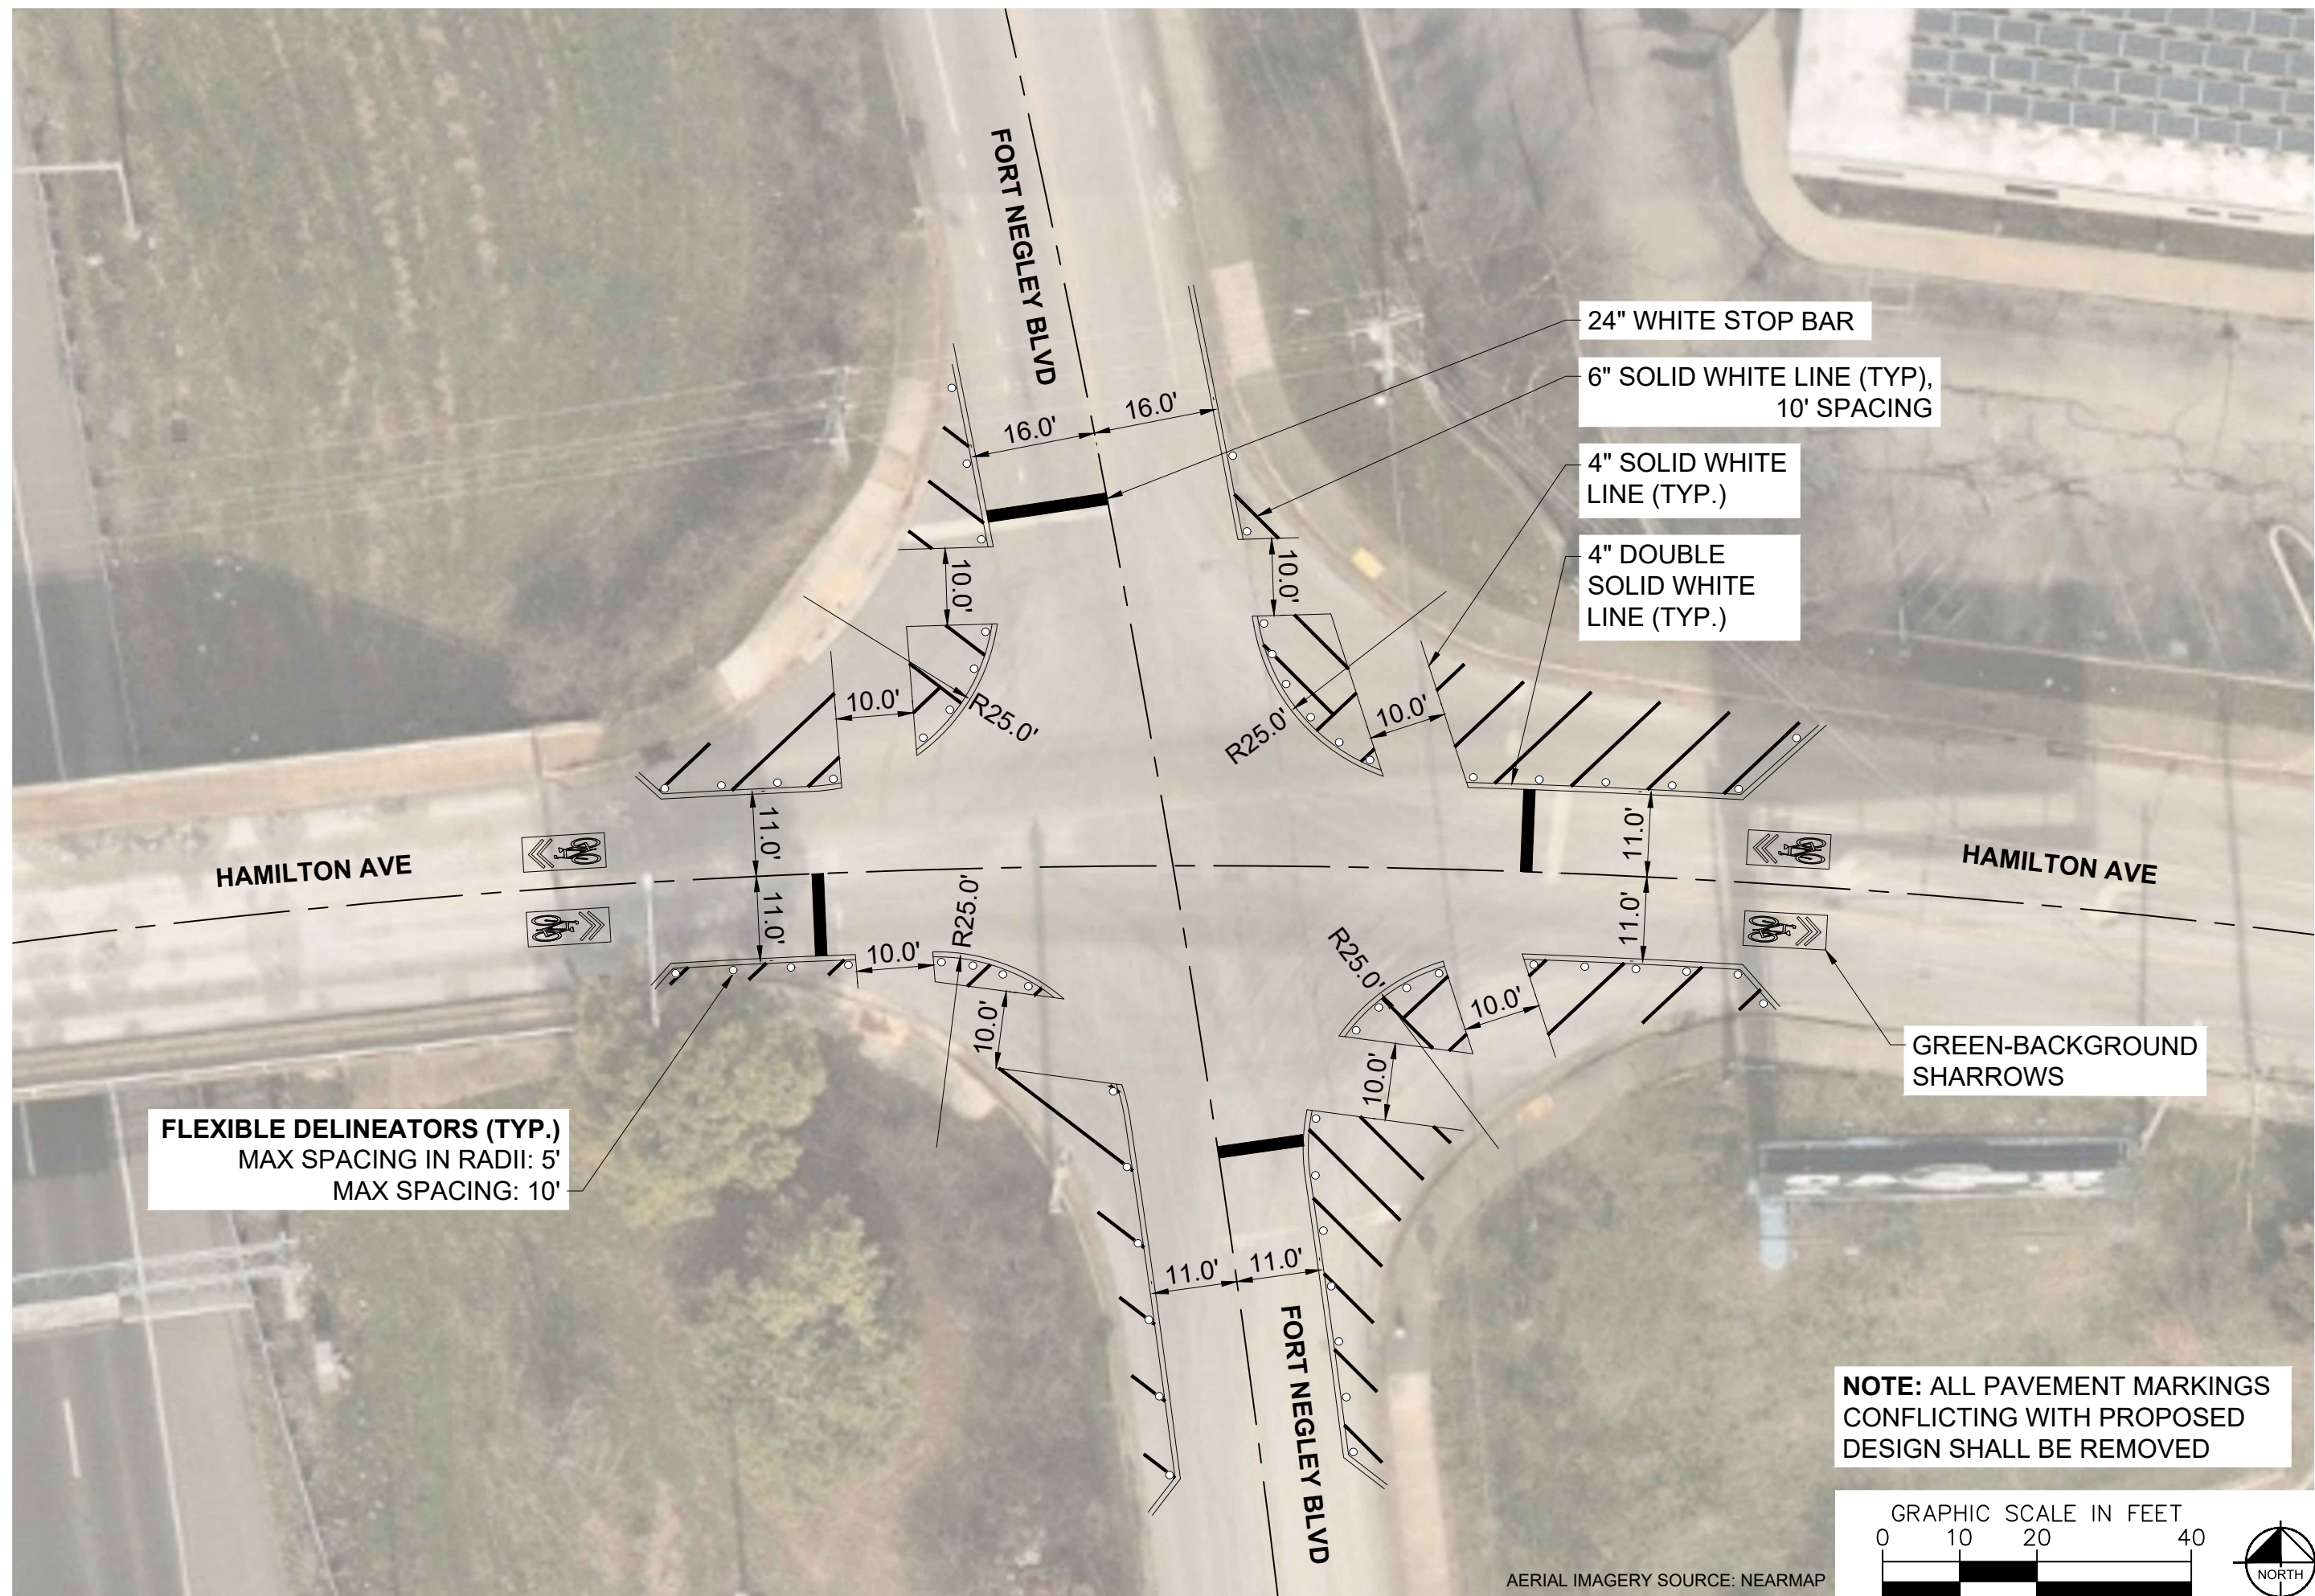 FORT NEGLEY BLVD
24" WHITE STOP BAR
6" SOLID WHITE LINE (TYP),
10' SPACING
16.0'
16.0'
4" SOLID WHITE
LINE (TYP.)
4" DOUBLE
SOLID WHITE
LINE (TYP.)
10.0'
10.0'
10.0'
R25.0'
R25.0'
10.0'
11.0'
11.0'
HAMILTON AVE
HAMILTON AVE
11.0'
11.0'
10.0'
R25.0'
R25.0'
10.0'
10.0'
10.0'
GREEN-BACKGROUND
SHARROWS
FLEXIBLE DELINEATORS (TYP.)
MAX SPACING IN RADII: 5'
MAX SPACING: 10'
11.0'
11.0'
FORT NEGLEY BLVD
NOTE: ALL PAVEMENT MARKINGS
CONFLICTING WITH PROPOSED
DESIGN SHALL BE REMOVED
GRAPHIC SCALE IN FEET
0 10 20 40
NORTH
AERIAL IMAGERY SOURCE: NEARMAP